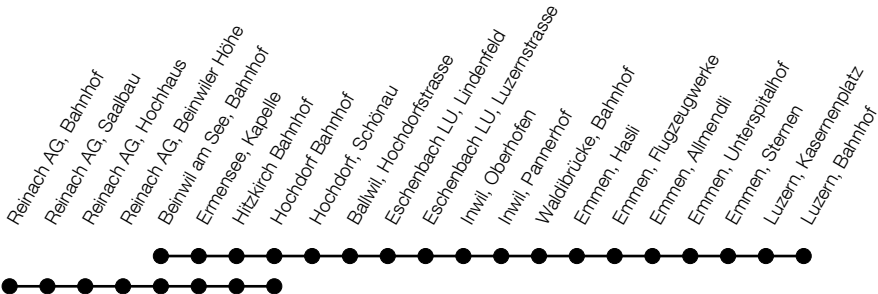 Reinach AG, Bahnhof
Reinach AG, Saalbau
Reinach AG, Hochhaus
Reinach AG, Beinwiler Höhe
Beinwil am See, Bahnhof
Ermensee, Kapelle
Hitzkirch Bahnhof
Hochdorf Bahnhof
Hochdorf, Schönau
Ballwil, Hochdorfstrasse
Eschenbach LU, Lindenfeld
Eschenbach LU, Luzernstrasse
Inwil, Oberhofen
Inwil, Pannerhof
Waldibrücke, Bahnhof
Emmen, Hasli
Emmen, Flugzeugwerke
Emmen, Allmendli
Emmen, Unterspitalhof
Emmen, Sternen
Luzern, Kasernenplatz
Luzern, Bahnhof